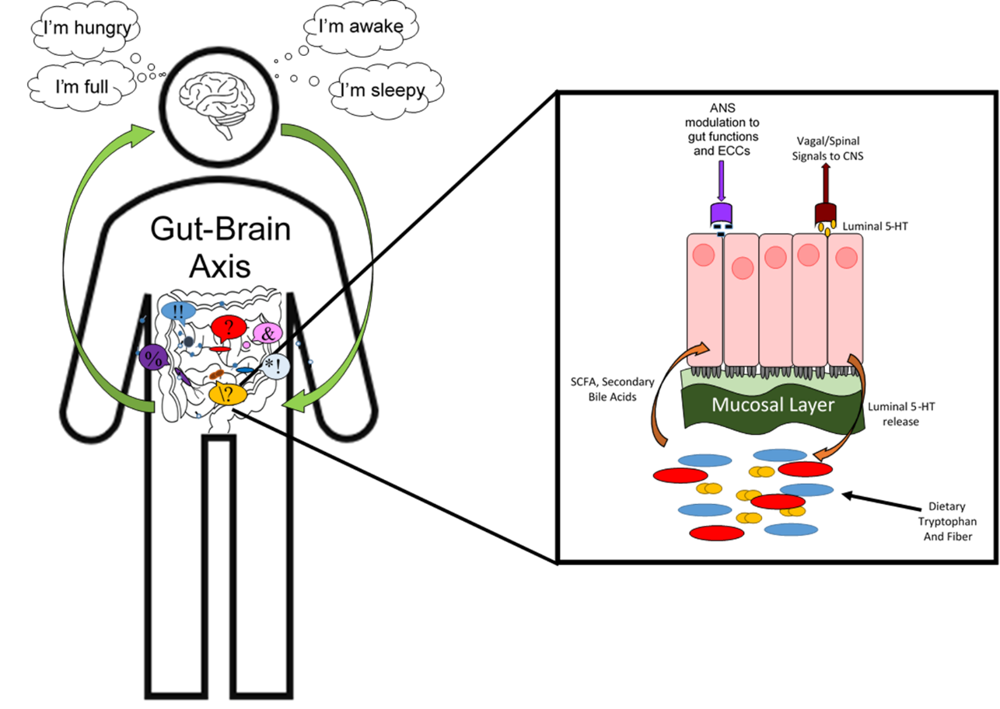 I'm hungry
I'm full
I'm awake
I'm sleepy
Gut-Brain
Axis
!!
?
&
%
*!
\?
ANS
modulation to
gut functions
and ECCs
Vagal/Spinal
Signals to CNS
Luminal 5-HT
SCFA, Secondary
Bile Acids
Mucosal Layer
Luminal 5-HT
release
Dietary
Tryptophan
And Fiber